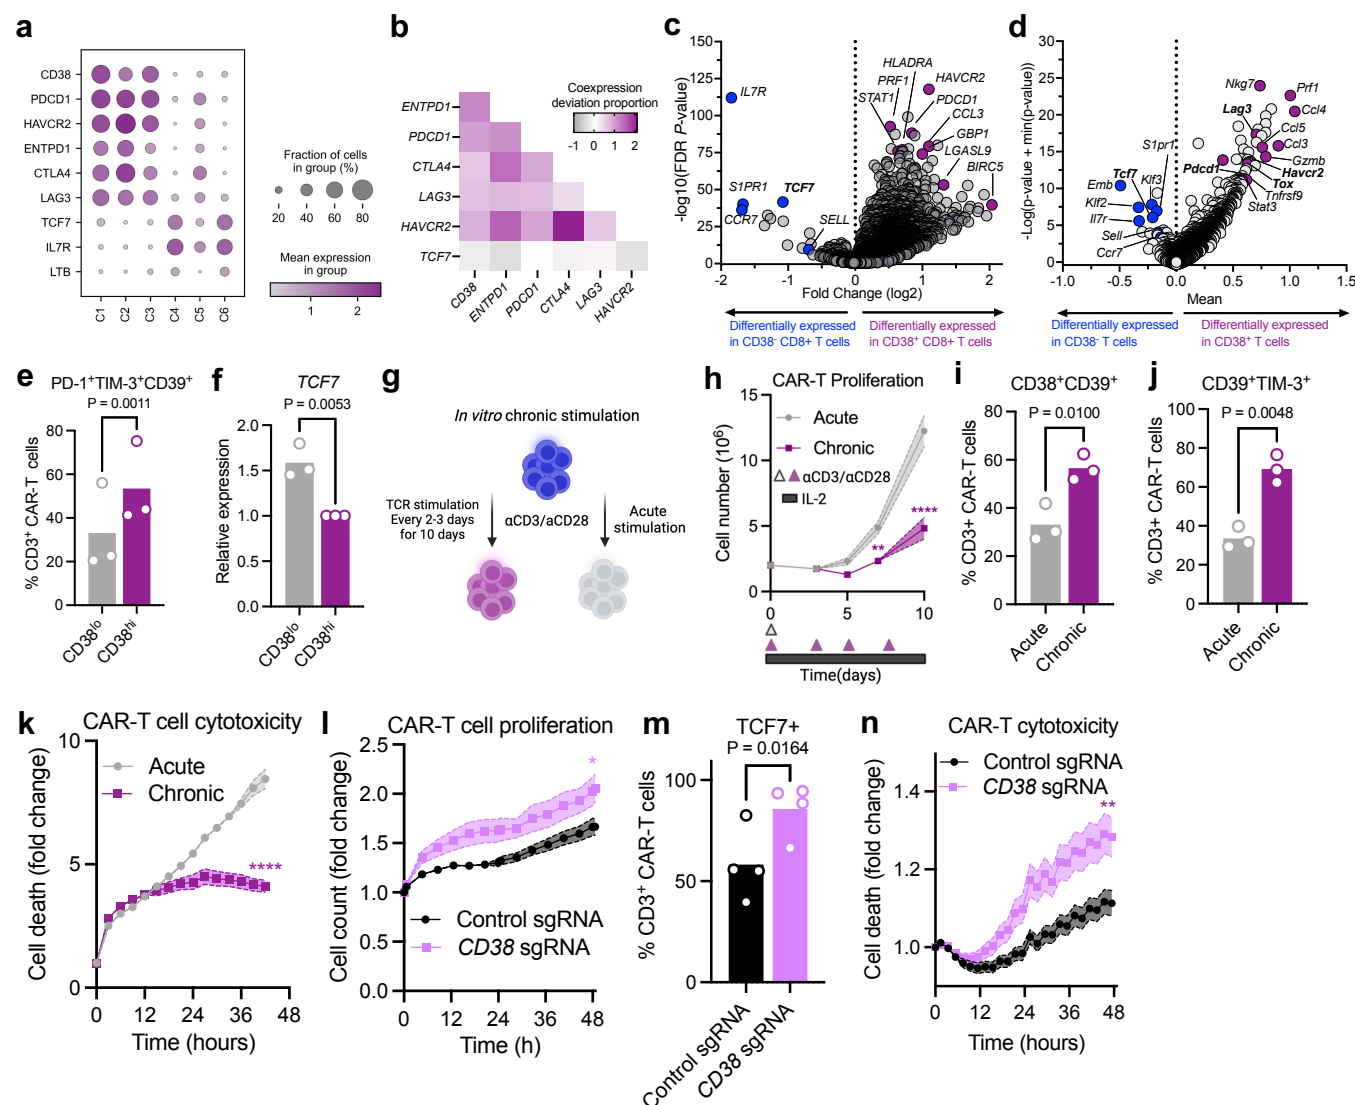 a
CD38
PDCD1
HAVCR2
ENTPD1
CTLA4
LAG3
TCF7
IL7R
LTB
C1
C2
C3
C4
C5
C6
Fraction of cells
in group (%)
20 40 60 80
Mean expression
in group
1 2
b
Coexpression
deviation proportion
-1 0 1 2
ENTPD1
PDCD1
CTLA4
LAG3
HAVCR2
TCF7
CD38
ENTPD1
PDCD1
CTLA4
LAG3
HAVCR2
c
-log10(FDR P-value)
150
125
100
75
50
25
0
IL7R
HLADRA
PRF1
HAVCR2
STAT1
PDCD1
CCL3
GBP1
LGASL9
BIRC5
S1PR1
TCF7
CCR7
SELL
-2 -1 0 1 2
Fold Change (log2)
Differentially expressed
in CD38- CD8+ T cells
Differentially expressed
in CD38+ CD8+ T cells
d
-Log(p-value + min(p-value))
30
25
20
15
10
5
0
Nkg7
Prf1
Lag3
Ccl4
Ccl5
Ccl3
S1pr1
Gzmb
Pdcd1
Havcr2
Tcf7
Klf3
Tox
Emb
Tnfrsf9
Klf2
Stat3
Il7r
Sell
Ccr7
-1.0 -0.5 0.0 0.5 1.0 1.5
Mean
Differentially expressed
in CD38- T cells
Differentially expressed
in CD38+ T cells
e
PD-1+TIM-3+CD39+
P = 0.0011
% CD3+ CAR-T cells
80
60
40
20
0
CD38lo
CD38hi
f
TCF7
P = 0.0053
Relative expression
2.0
1.5
1.0
0.5
0.0
CD38lo
CD38hi
g
In vitro chronic stimulation
TCR stimulation
Every 2-3 days
for 10 days
αCD3/aCD28
Acute
stimulation
h
CAR-T Proliferation
Cell number (10⁶)
15
10
5
0
Acute
Chronic
αCD3/αCD28
IL-2
**
****
0 5 10
Time(days)
i
CD38+CD39+
P = 0.0100
% CD3+ CAR-T cells
80
60
40
20
0
Acute
Chronic
j
CD39+TIM-3+
P = 0.0048
% CD3+ CAR-T cells
100
80
60
40
20
0
Acute
Chronic
k
CAR-T cell cytotoxicity
Cell death (fold change)
10
5
0
Acute
Chronic
****
0 12 24 36 48
Time (hours)
l
CAR-T cell proliferation
Cell count (fold change)
2.5
2.0
1.5
1.0
0.5
0.0
*
Control sgRNA
CD38 sgRNA
0 12 24 36 48
Time (h)
m
TCF7+
P = 0.0164
% CD3+ CAR-T cells
100
50
0
Control sgRNA
CD38 sgRNA
n
CAR-T cytotoxicity
Cell death (fold change)
1.4
1.2
1.0
Control sgRNA
CD38 sgRNA
**
0 12 24 36 48
Time (hours)